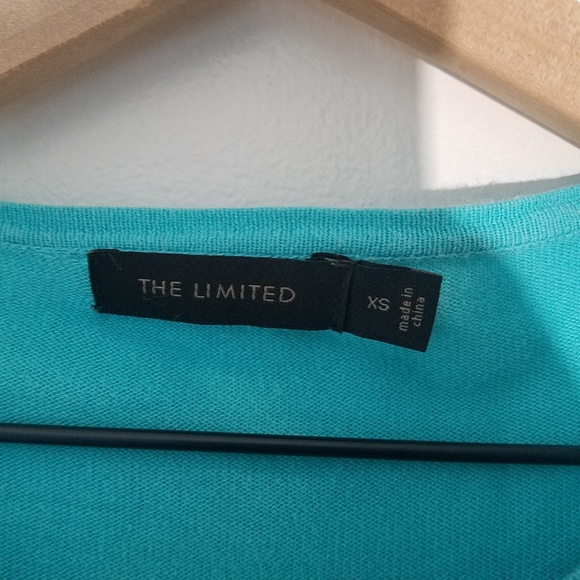 THE LIMITED
XS
made in
china